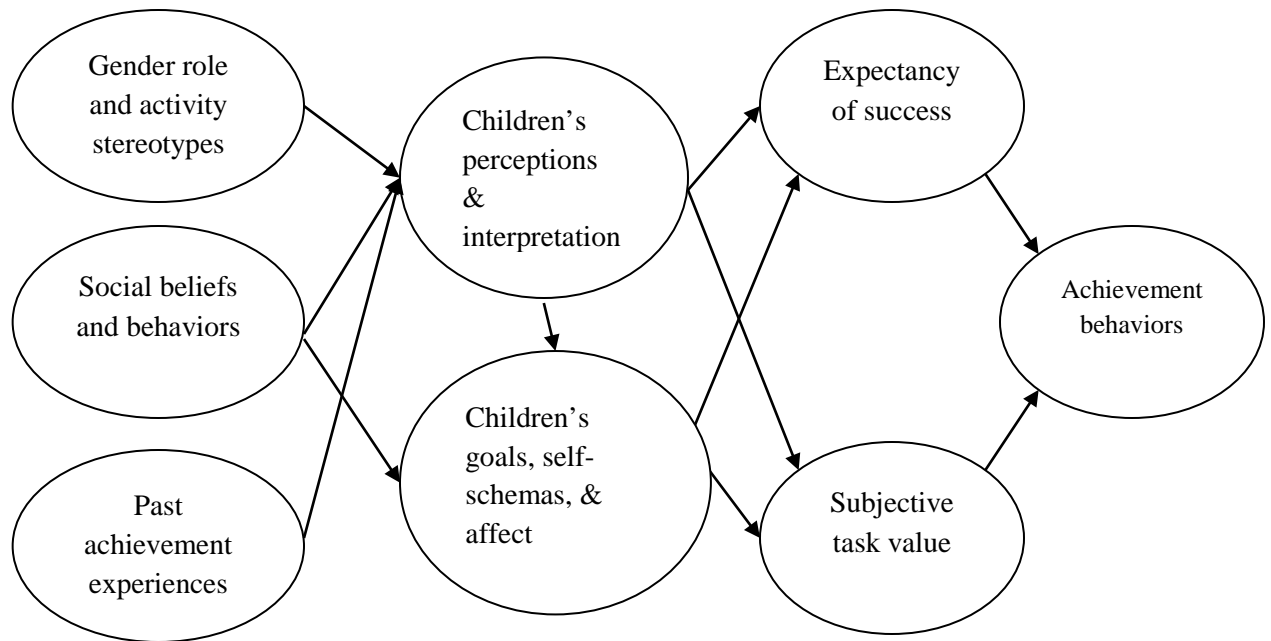 Gender role
and activity
stereotypes
Social beliefs
and behaviors
Past
achievement
experiences
Children’s
perceptions
&
interpretation
Children’s
goals, self-
schemas, &
affect
Expectancy
of success
Subjective
task value
Achievement
behaviors